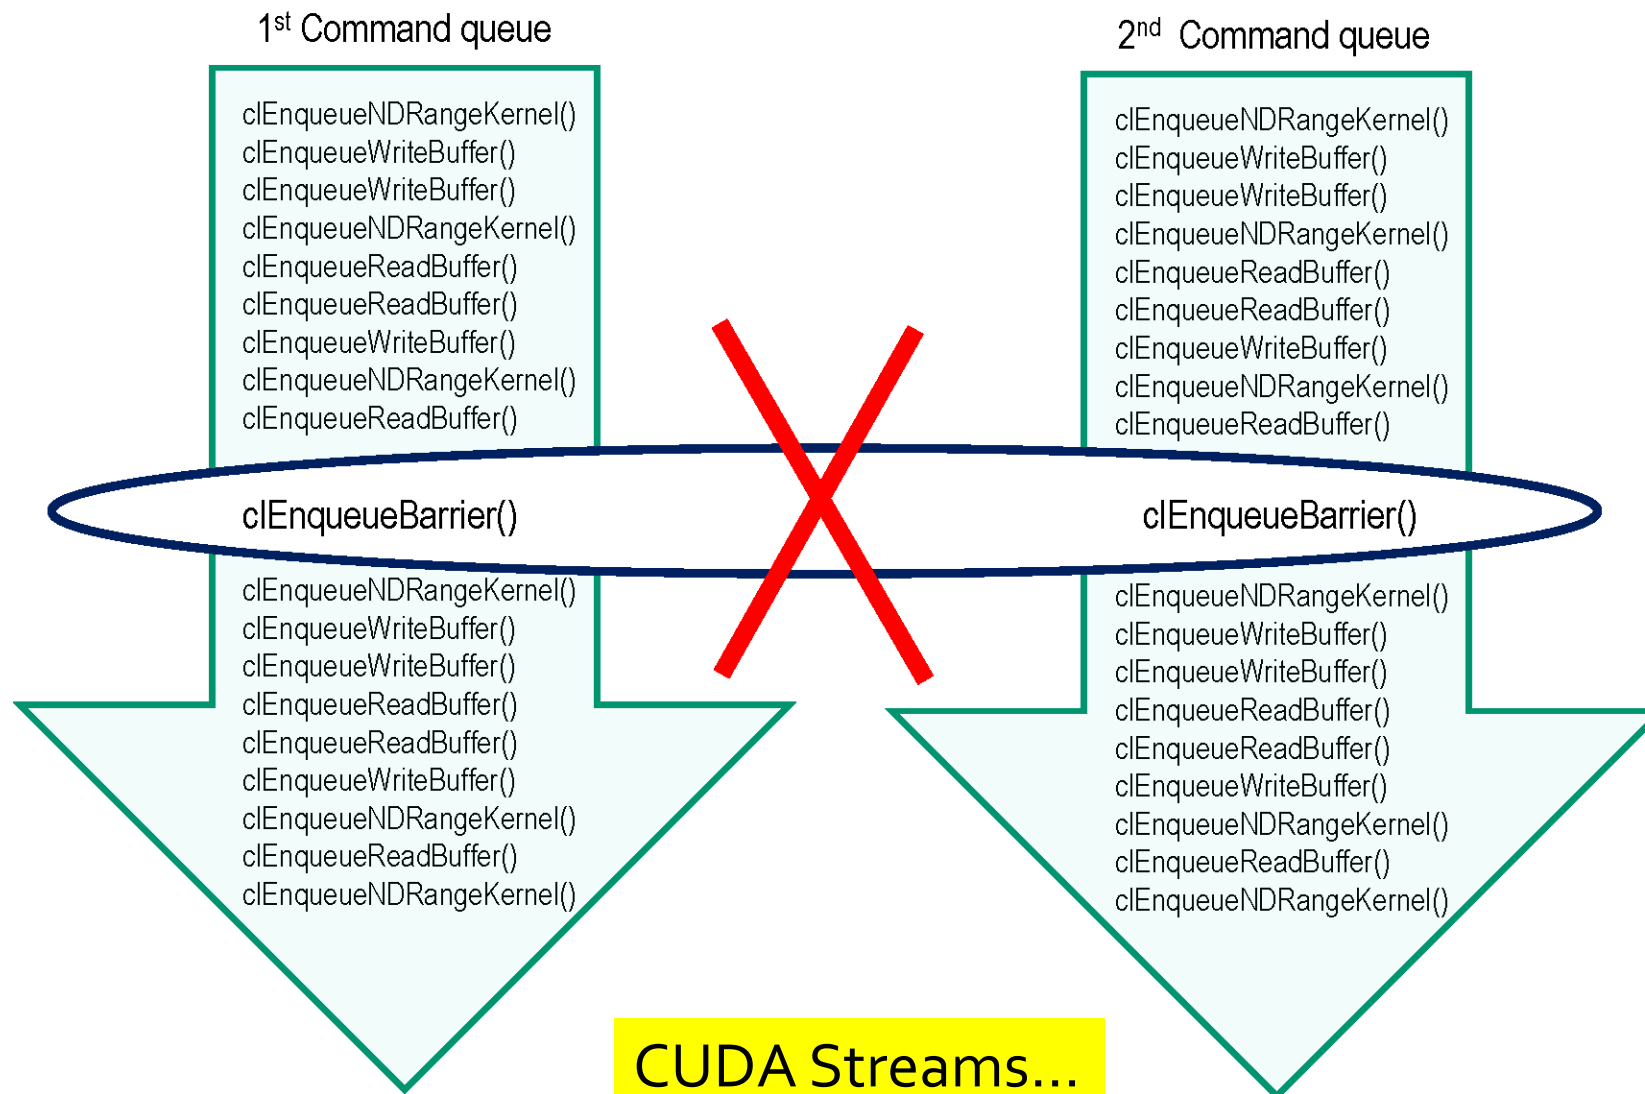 1st Command queue
clEnqueueNDRangeKernel()
clEnqueueWriteBuffer()
clEnqueueWriteBuffer()
clEnqueueNDRangeKernel()
clEnqueueReadBuffer()
clEnqueueReadBuffer()
clEnqueueWriteBuffer()
clEnqueueNDRangeKernel()
clEnqueueReadBuffer()
clEnqueueBarrier()
clEnqueueNDRangeKernel()
clEnqueueWriteBuffer()
clEnqueueWriteBuffer()
clEnqueueReadBuffer()
clEnqueueReadBuffer()
clEnqueueWriteBuffer()
clEnqueueNDRangeKernel()
clEnqueueReadBuffer()
clEnqueueNDRangeKernel()
2nd Command queue
clEnqueueNDRangeKernel()
clEnqueueWriteBuffer()
clEnqueueWriteBuffer()
clEnqueueNDRangeKernel()
clEnqueueReadBuffer()
clEnqueueReadBuffer()
clEnqueueWriteBuffer()
clEnqueueNDRangeKernel()
clEnqueueReadBuffer()
clEnqueueBarrier()
clEnqueueNDRangeKernel()
clEnqueueWriteBuffer()
clEnqueueWriteBuffer()
clEnqueueReadBuffer()
clEnqueueReadBuffer()
clEnqueueWriteBuffer()
clEnqueueNDRangeKernel()
clEnqueueReadBuffer()
clEnqueueNDRangeKernel()
CUDA Streams...